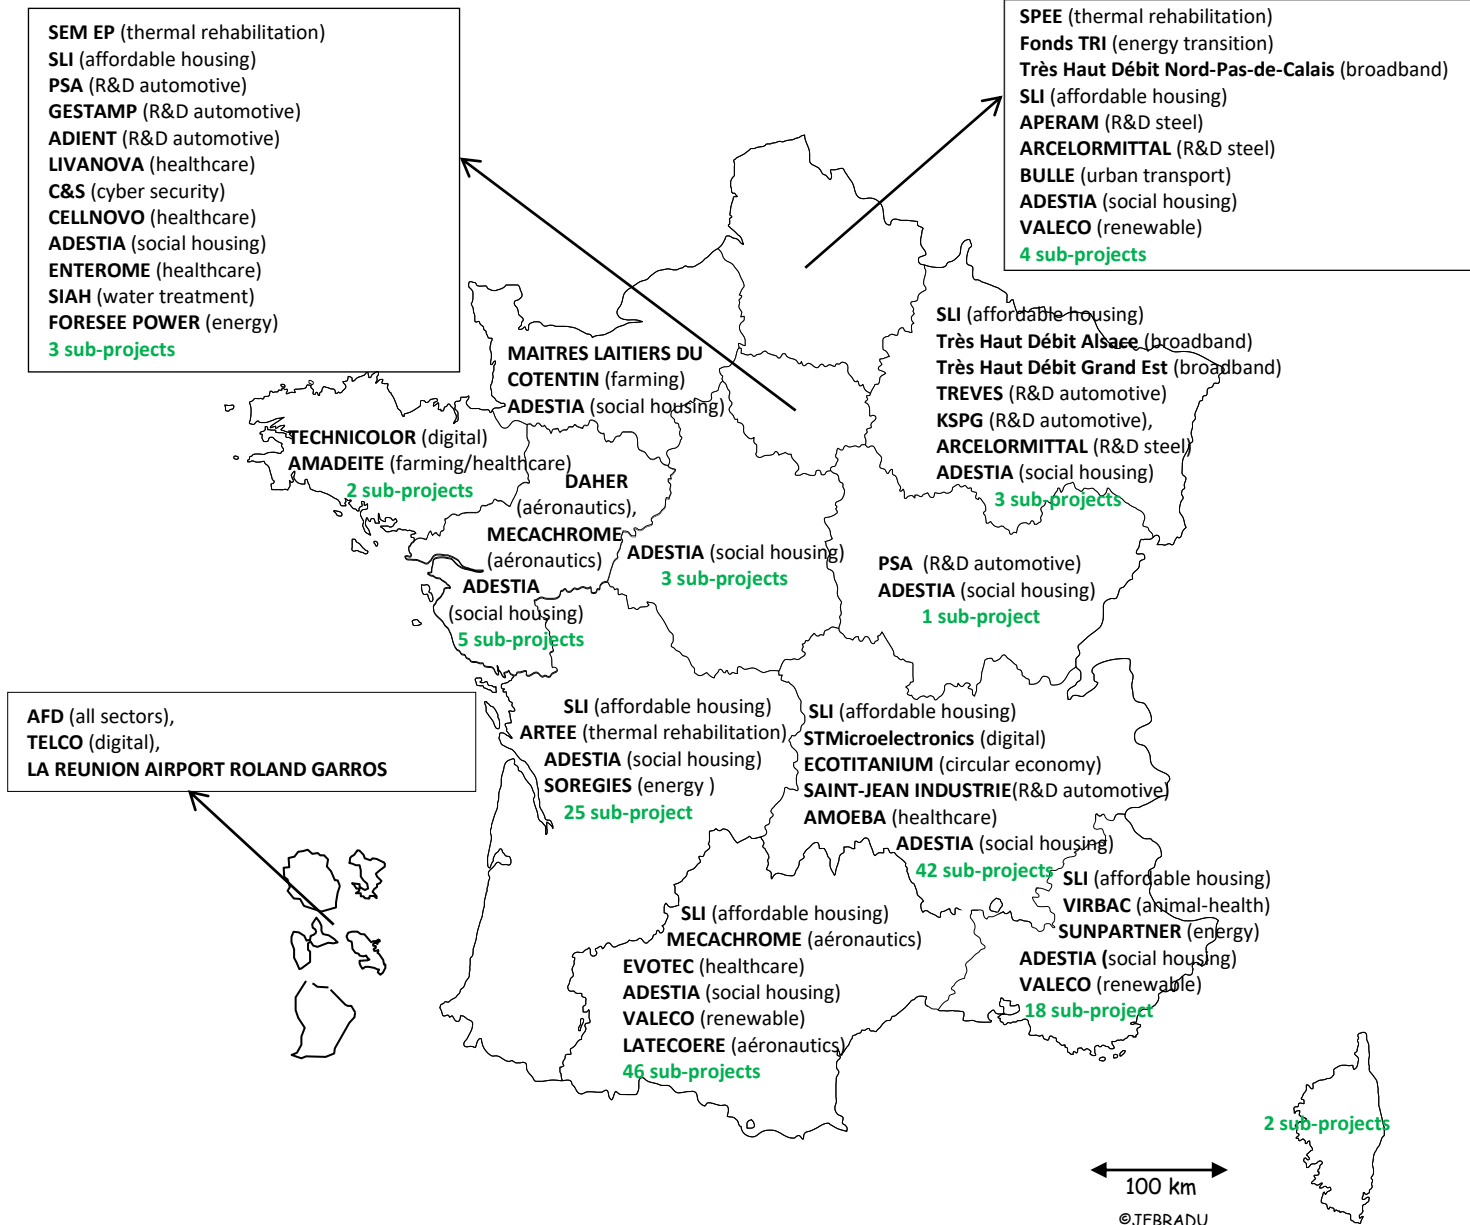 SEM EP (thermal rehabilitation)
SLI (affordable housing)
PSA (R&D automotive)
GESTAMP (R&D automotive)
ADIENT (R&D automotive)
LIVANOVA (healthcare)
C&S (cyber security)
CELLNOVO (healthcare)
ADESTIA (social housing)
ENTEROME (healthcare)
SIAH (water treatment)
FORESEE POWER (energy)
3 sub-projects
SPEE (thermal rehabilitation)
Fonds TRI (energy transition)
Très Haut Débit Nord-Pas-de-Calais (broadband)
SLI (affordable housing)
APERAM (R&D steel)
ARCELORMITTAL (R&D steel)
BULLE (urban transport)
ADESTIA (social housing)
VALECO (renewable)
4 sub-projects
MAITRES LAITIERS DU
COTENTIN (farming)
ADESTIA (social housing)
SLI (affordable housing)
Très Haut Débit Alsace (broadband)
Très Haut Débit Grand Est (broadband)
TREVES (R&D automotive)
KSPG (R&D automotive),
ARCELORMITTAL (R&D steel)
ADESTIA (social housing)
3 sub-projects
TECHNICOLOR (digital)
AMADEITE (farming/healthcare)
2 sub-projects
DAHER
(aéronautics),
MECACHROME
(aéronautics)
ADESTIA
(social housing)
5 sub-projects
ADESTIA (social housing)
3 sub-projects
PSA (R&D automotive)
ADESTIA (social housing)
1 sub-project
AFD (all sectors),
TELCO (digital),
LA REUNION AIRPORT ROLAND GARROS
SLI (affordable housing)
ARTEE (thermal rehabilitation)
ADESTIA (social housing)
SOREGIES (energy )
25 sub-project
SLI (affordable housing)
STMicroelectronics (digital)
ECOTITANIUM (circular economy)
SAINT-JEAN INDUSTRIE(R&D automotive)
AMOEBA (healthcare)
ADESTIA (social housing)
42 sub-projects
SLI (affordable housing)
VIRBAC (animal-health)
SUNPARTNER (energy)
ADESTIA (social housing)
VALECO (renewable)
18 sub-project
SLI (affordable housing)
MECACHROME (aéronautics)
EVOTEC (healthcare)
ADESTIA (social housing)
VALECO (renewable)
LATECOERE (aéronautics)
46 sub-projects
2 sub-projects
100 km
©JEBRADU